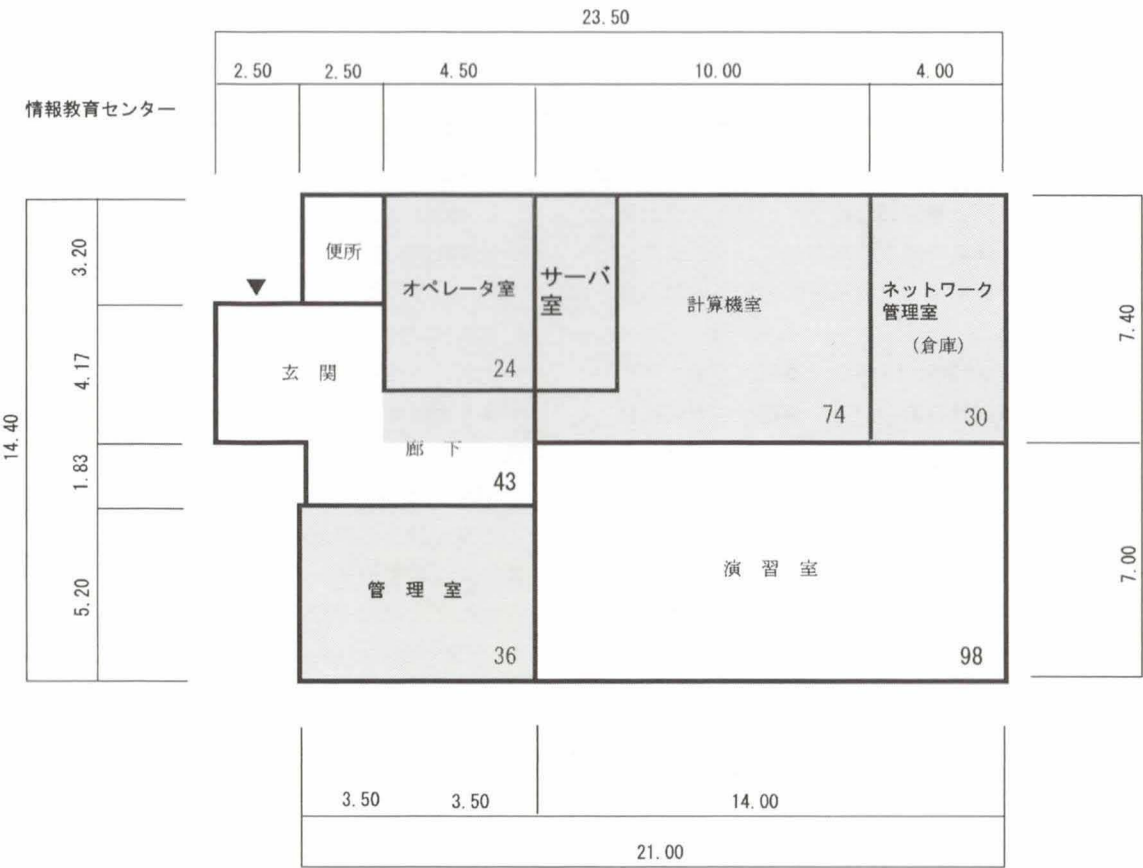 23.50
2.50 2.50 4.50 10.00 4.00
情報教育センター
3.20
4.17
1.83
5.20
14.40
便所
オペレータ室
24
サーバ
室
計算機室
74
ネットワーク
管理室
(倉庫)
30
7.40
▼
玄 関
廊 下
43
管 理 室
36
演 習 室
98
7.00
3.50 3.50 14.00
21.00